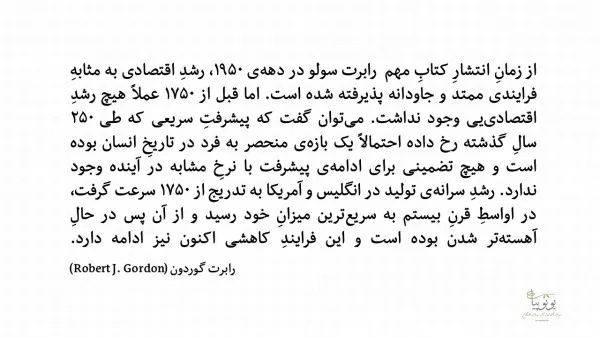 از زمانِ انتشارِ کتابِ مهم رابرت سولو در دهه‌ی ۱۹۵۰، رشدِ اقتصادی به مثابهِ
فرایندی ممتد و جاودانه پذیرفته شده است. اما قبل از ۱۷۵۰ عملاً هیچ رشدِ
اقتصادی‌یی وجود نداشت. می‌توان گفت که پیشرفتِ سریعی که طی ۲۵۰
سالِ گذشته رخ داده احتمالاً یک بازه‌ی منحصر به فرد در تاریخِ انسان بوده
است و هیچ تضمینی برای ادامه‌ی پیشرفت با نرخِ مشابه در آینده وجود
ندارد. رشدِ سرانه‌ی تولید در انگلیس و آمریکا به تدریج از ۱۷۵۰ سرعت گرفت،
در اواسطِ قرنِ بیستم به سریع‌ترین میزانِ خود رسید و از آن پس در حالِ
آهسته‌تر شدن بوده است و این فرایندِ کاهشی اکنون نیز ادامه دارد.
رابرت گوردون (Robert J. Gordon)